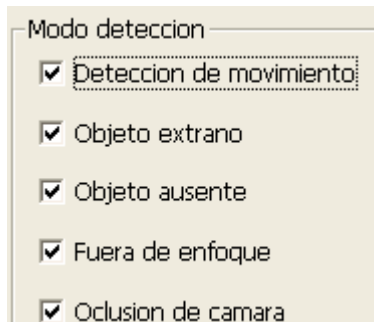 Modo deteccion
Deteccion de movimiento
Objeto extrano
Objeto ausente
Fuera de enfoque
Oclusion de camara